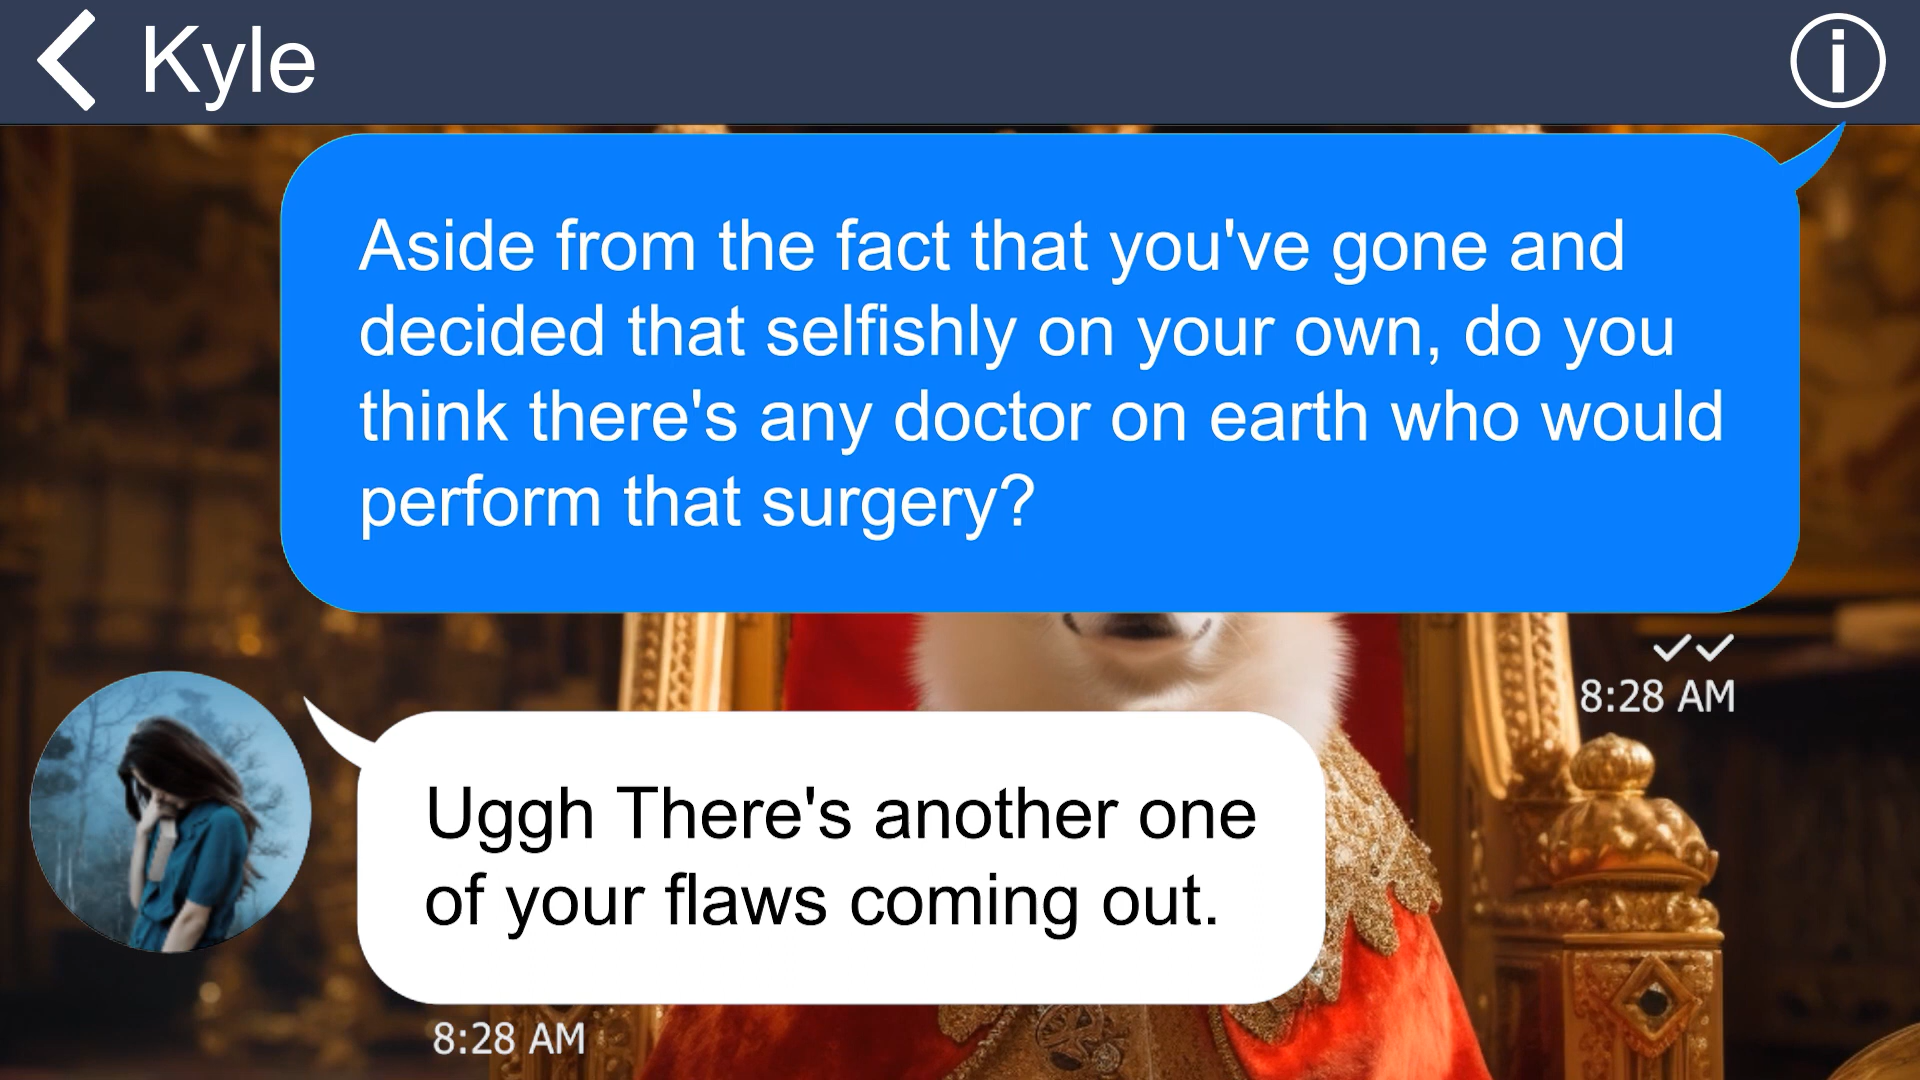 Kyle
Aside from the fact that you've gone and
decided that selfishly on your own, do you
think there's any doctor on earth who would
perform that surgery?
8:28 AM
Uggh There's another one
of your flaws coming out.
8:28 AM